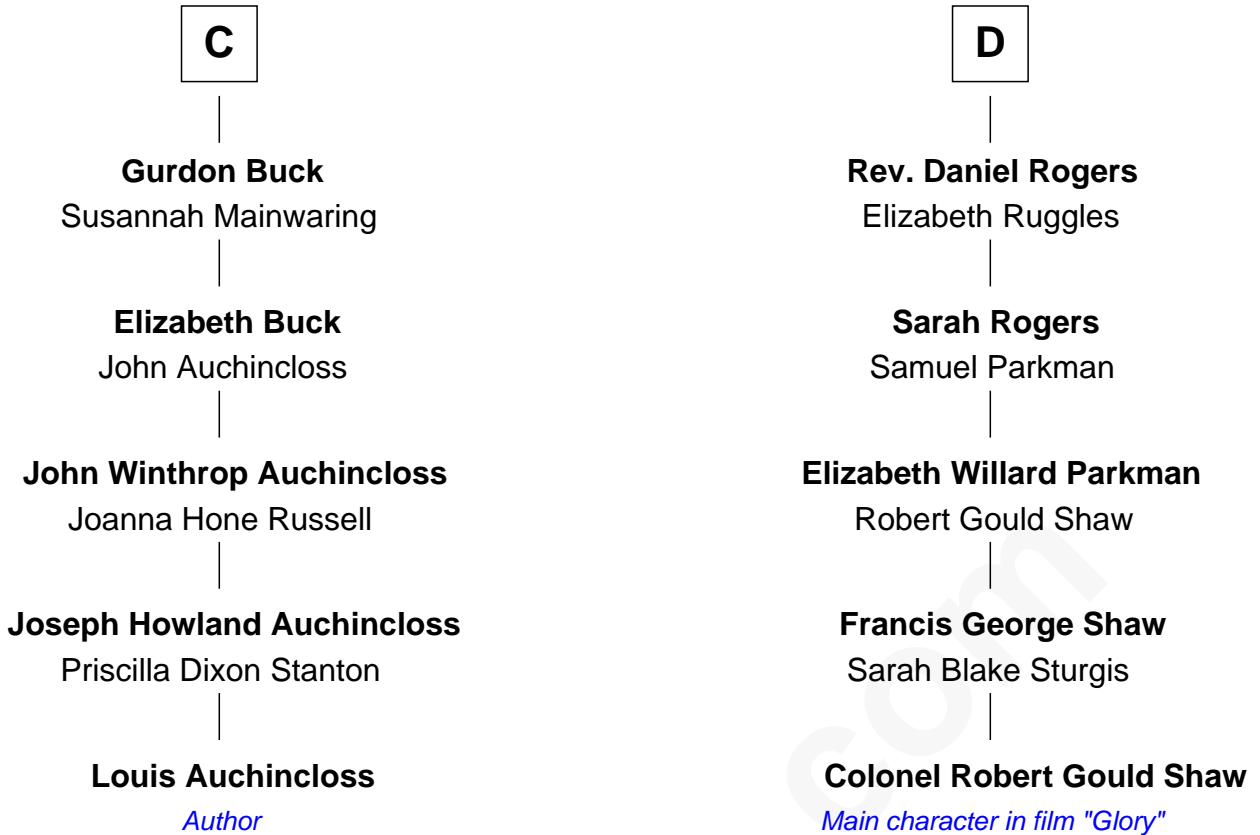 C
Gurdon Buck
Susannah Mainwaring
Elizabeth Buck
John Auchincloss
John Winthrop Auchincloss
Joanna Hone Russell
Joseph Howland Auchincloss
Priscilla Dixon Stanton
Louis Auchincloss
Author
D
Rev. Daniel Rogers
Elizabeth Ruggles
Sarah Rogers
Samuel Parkman
Elizabeth Willard Parkman
Robert Gould Shaw
Francis George Shaw
Sarah Blake Sturgis
Colonel Robert Gould Shaw
Main character in film "Glory"
com